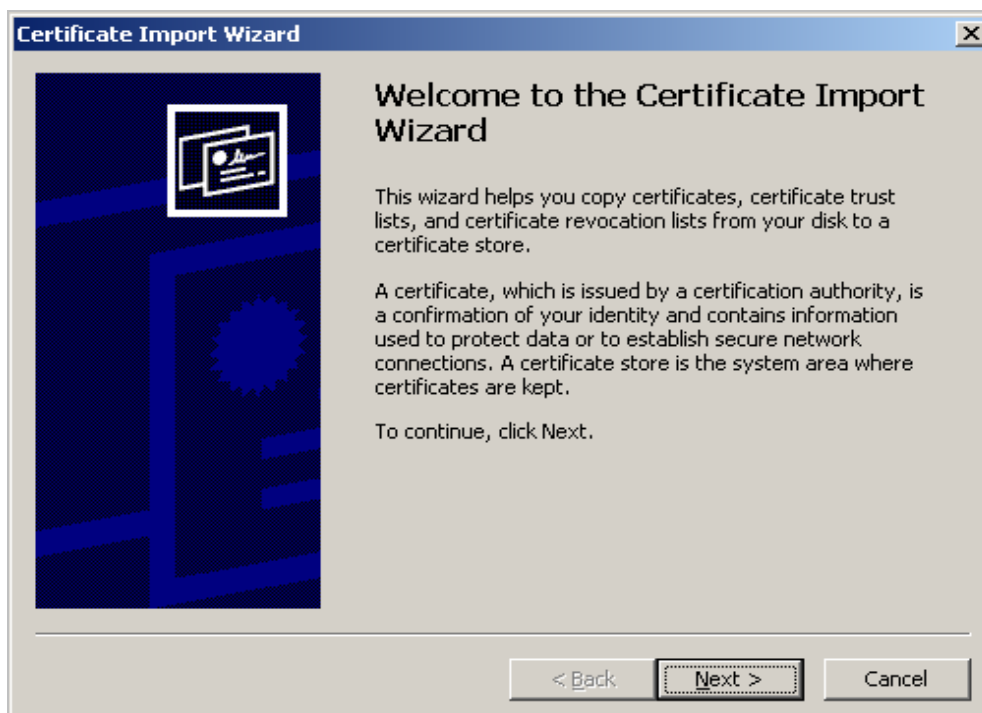 Certificate Import Wizard
Welcome to the Certificate Import
Wizard
This wizard helps you copy certificates, certificate trust
lists, and certificate revocation lists from your disk to a
certificate store.
A certificate, which is issued by a certification authority, is
a confirmation of your identity and contains information
used to protect data or to establish secure network
connections. A certificate store is the system area where
certificates are kept.
To continue, click Next.
< Back Next > Cancel